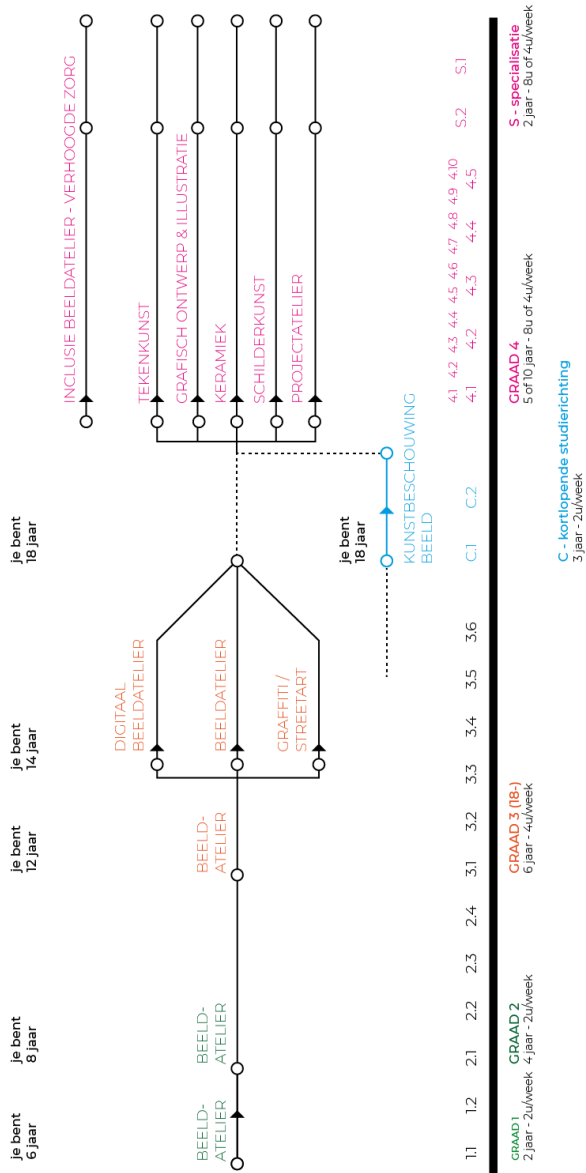 je bent
6 jaar
je bent
8 jaar
je bent
12 jaar
je bent
14 jaar
je bent
18 jaar
INCLUSIE BEELDATELIER - VERHOOGDE ZORG
BEELD-
ATELIER
BEELD-
ATELIER
BEELD-
ATELIER
DIGITAAL
BEELDATELIER
BEELDATELIER
GRAFFITI /
STREETART
TEKENKUNST
GRAFISCH ONTWERP & ILLUSTRATIE
KERAMIEK
SCHILDERKUNST
PROJECTATELIER
je bent
18 jaar
KUNSTBESCHOUWING
BEELD
4.1 4.2 4.3 4.4 4.5 4.6 4.7 4.8 4.9 4.10
1.1 1.2 2.1 2.2 2.3 2.4 3.1 3.2 3.3 3.4 3.5 3.6 C.1 C.2 4.1 4.2 4.3 4.4 4.5 S.2 S.1
GRAAD 1
2 jaar - 2u/week
GRAAD 2
4 jaar - 2u/week
GRAAD 3 (18-)
6 jaar - 4u/week
GRAAD 4
5 of 10 jaar - 8u of 4u/week
S - specialisatie
2 jaar - 8u of 4u/week
C - kortlopende studierichting
3 jaar - 2u/week